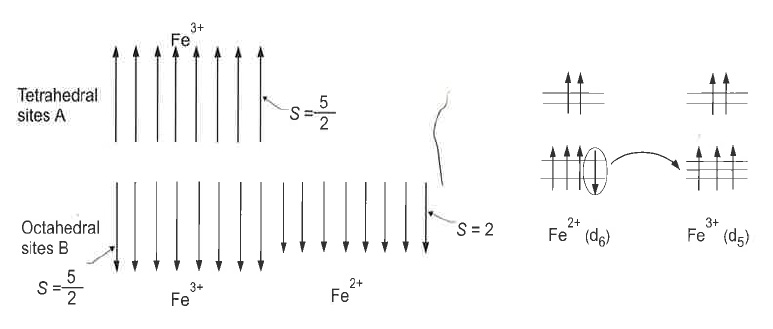 Fe³⁺
Tetrahedral
sites A
S = 5/2
Octahedral
sites B
S = 5/2
Fe³⁺
Fe²⁺
S = 2
Fe²⁺ (d₆)
Fe³⁺ (d₅)